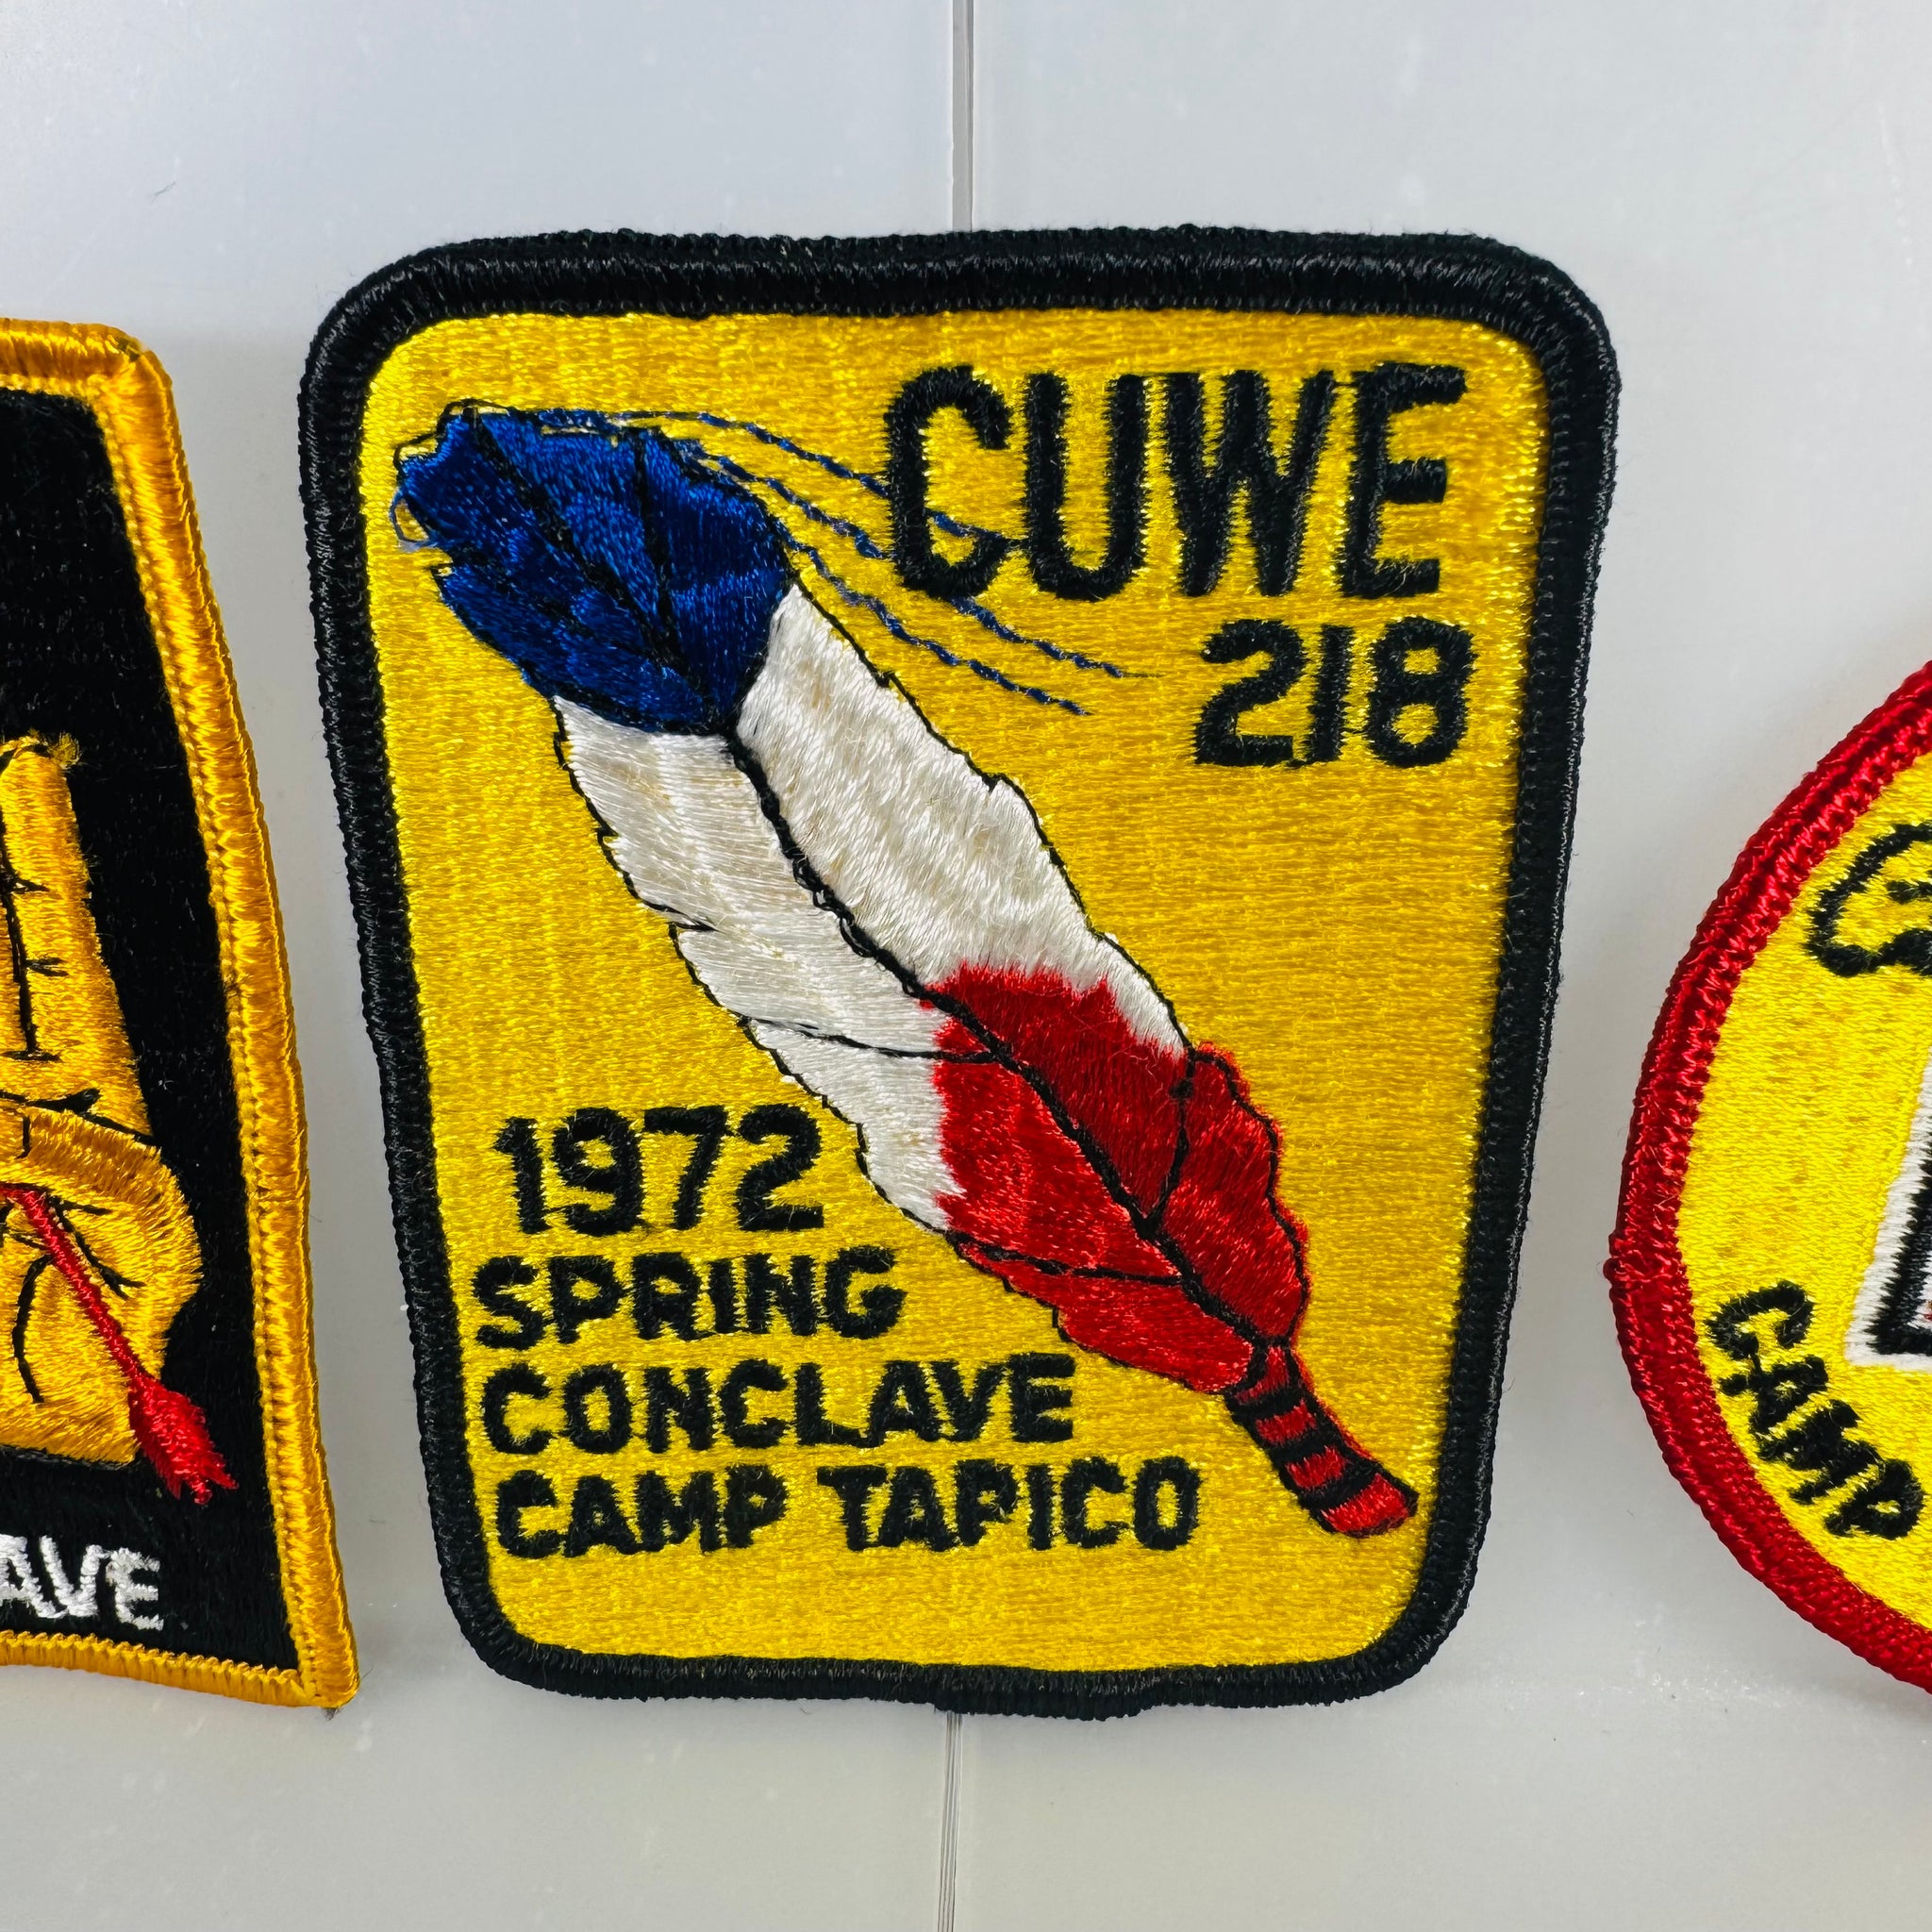 CUWE
218
1972
SPRING
CONCLAVE
CAMP TAPICO
AVE
CAMP